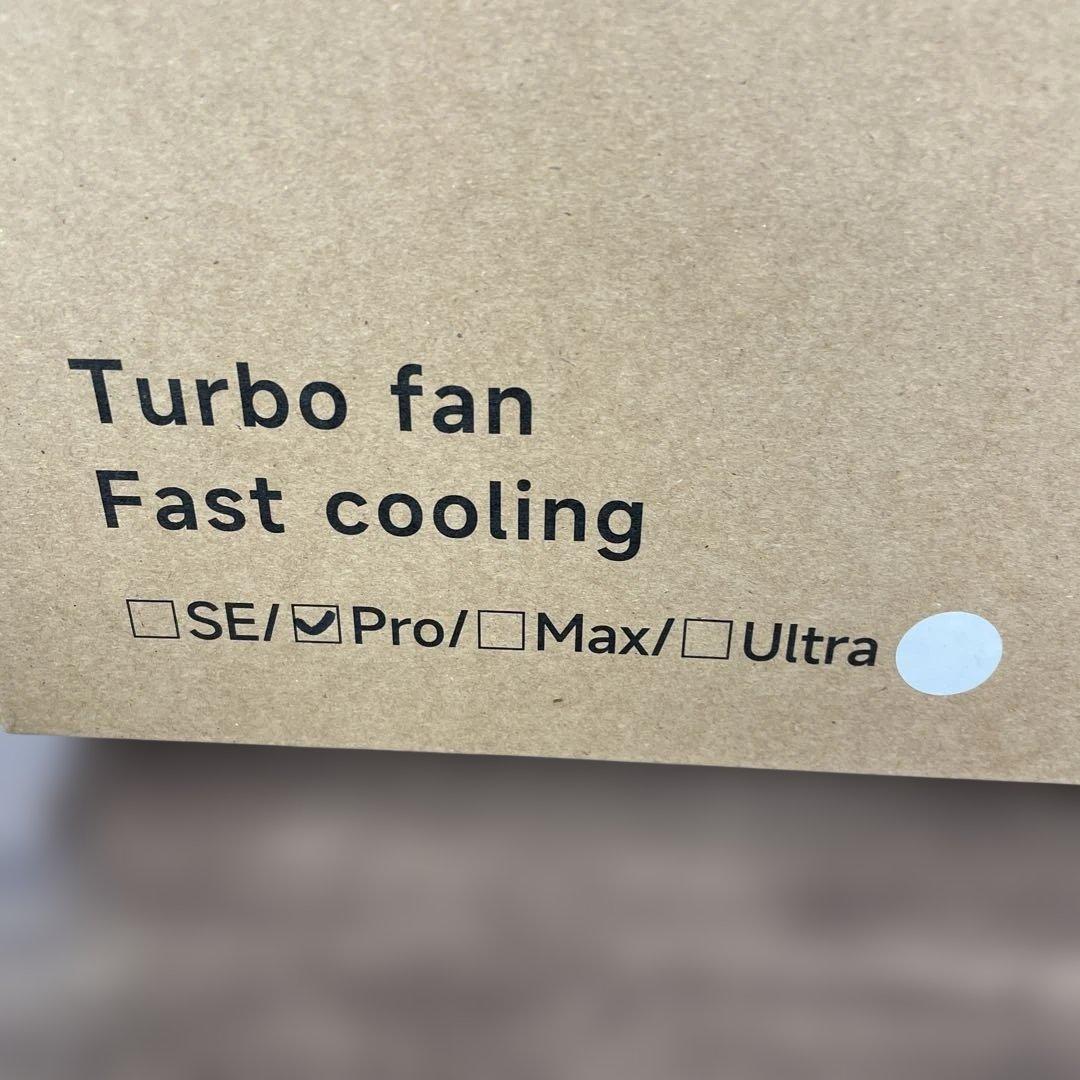 Turbo fan
Fast cooling
☐SE/☑Pro/☐Max/☐Ultra